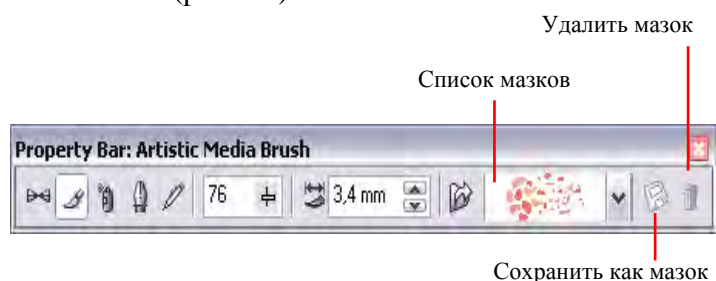 Удалить мазок
Список мазков
Property Bar: Artistic Media Brush
76
3,4 mm
Сохранить как мазок